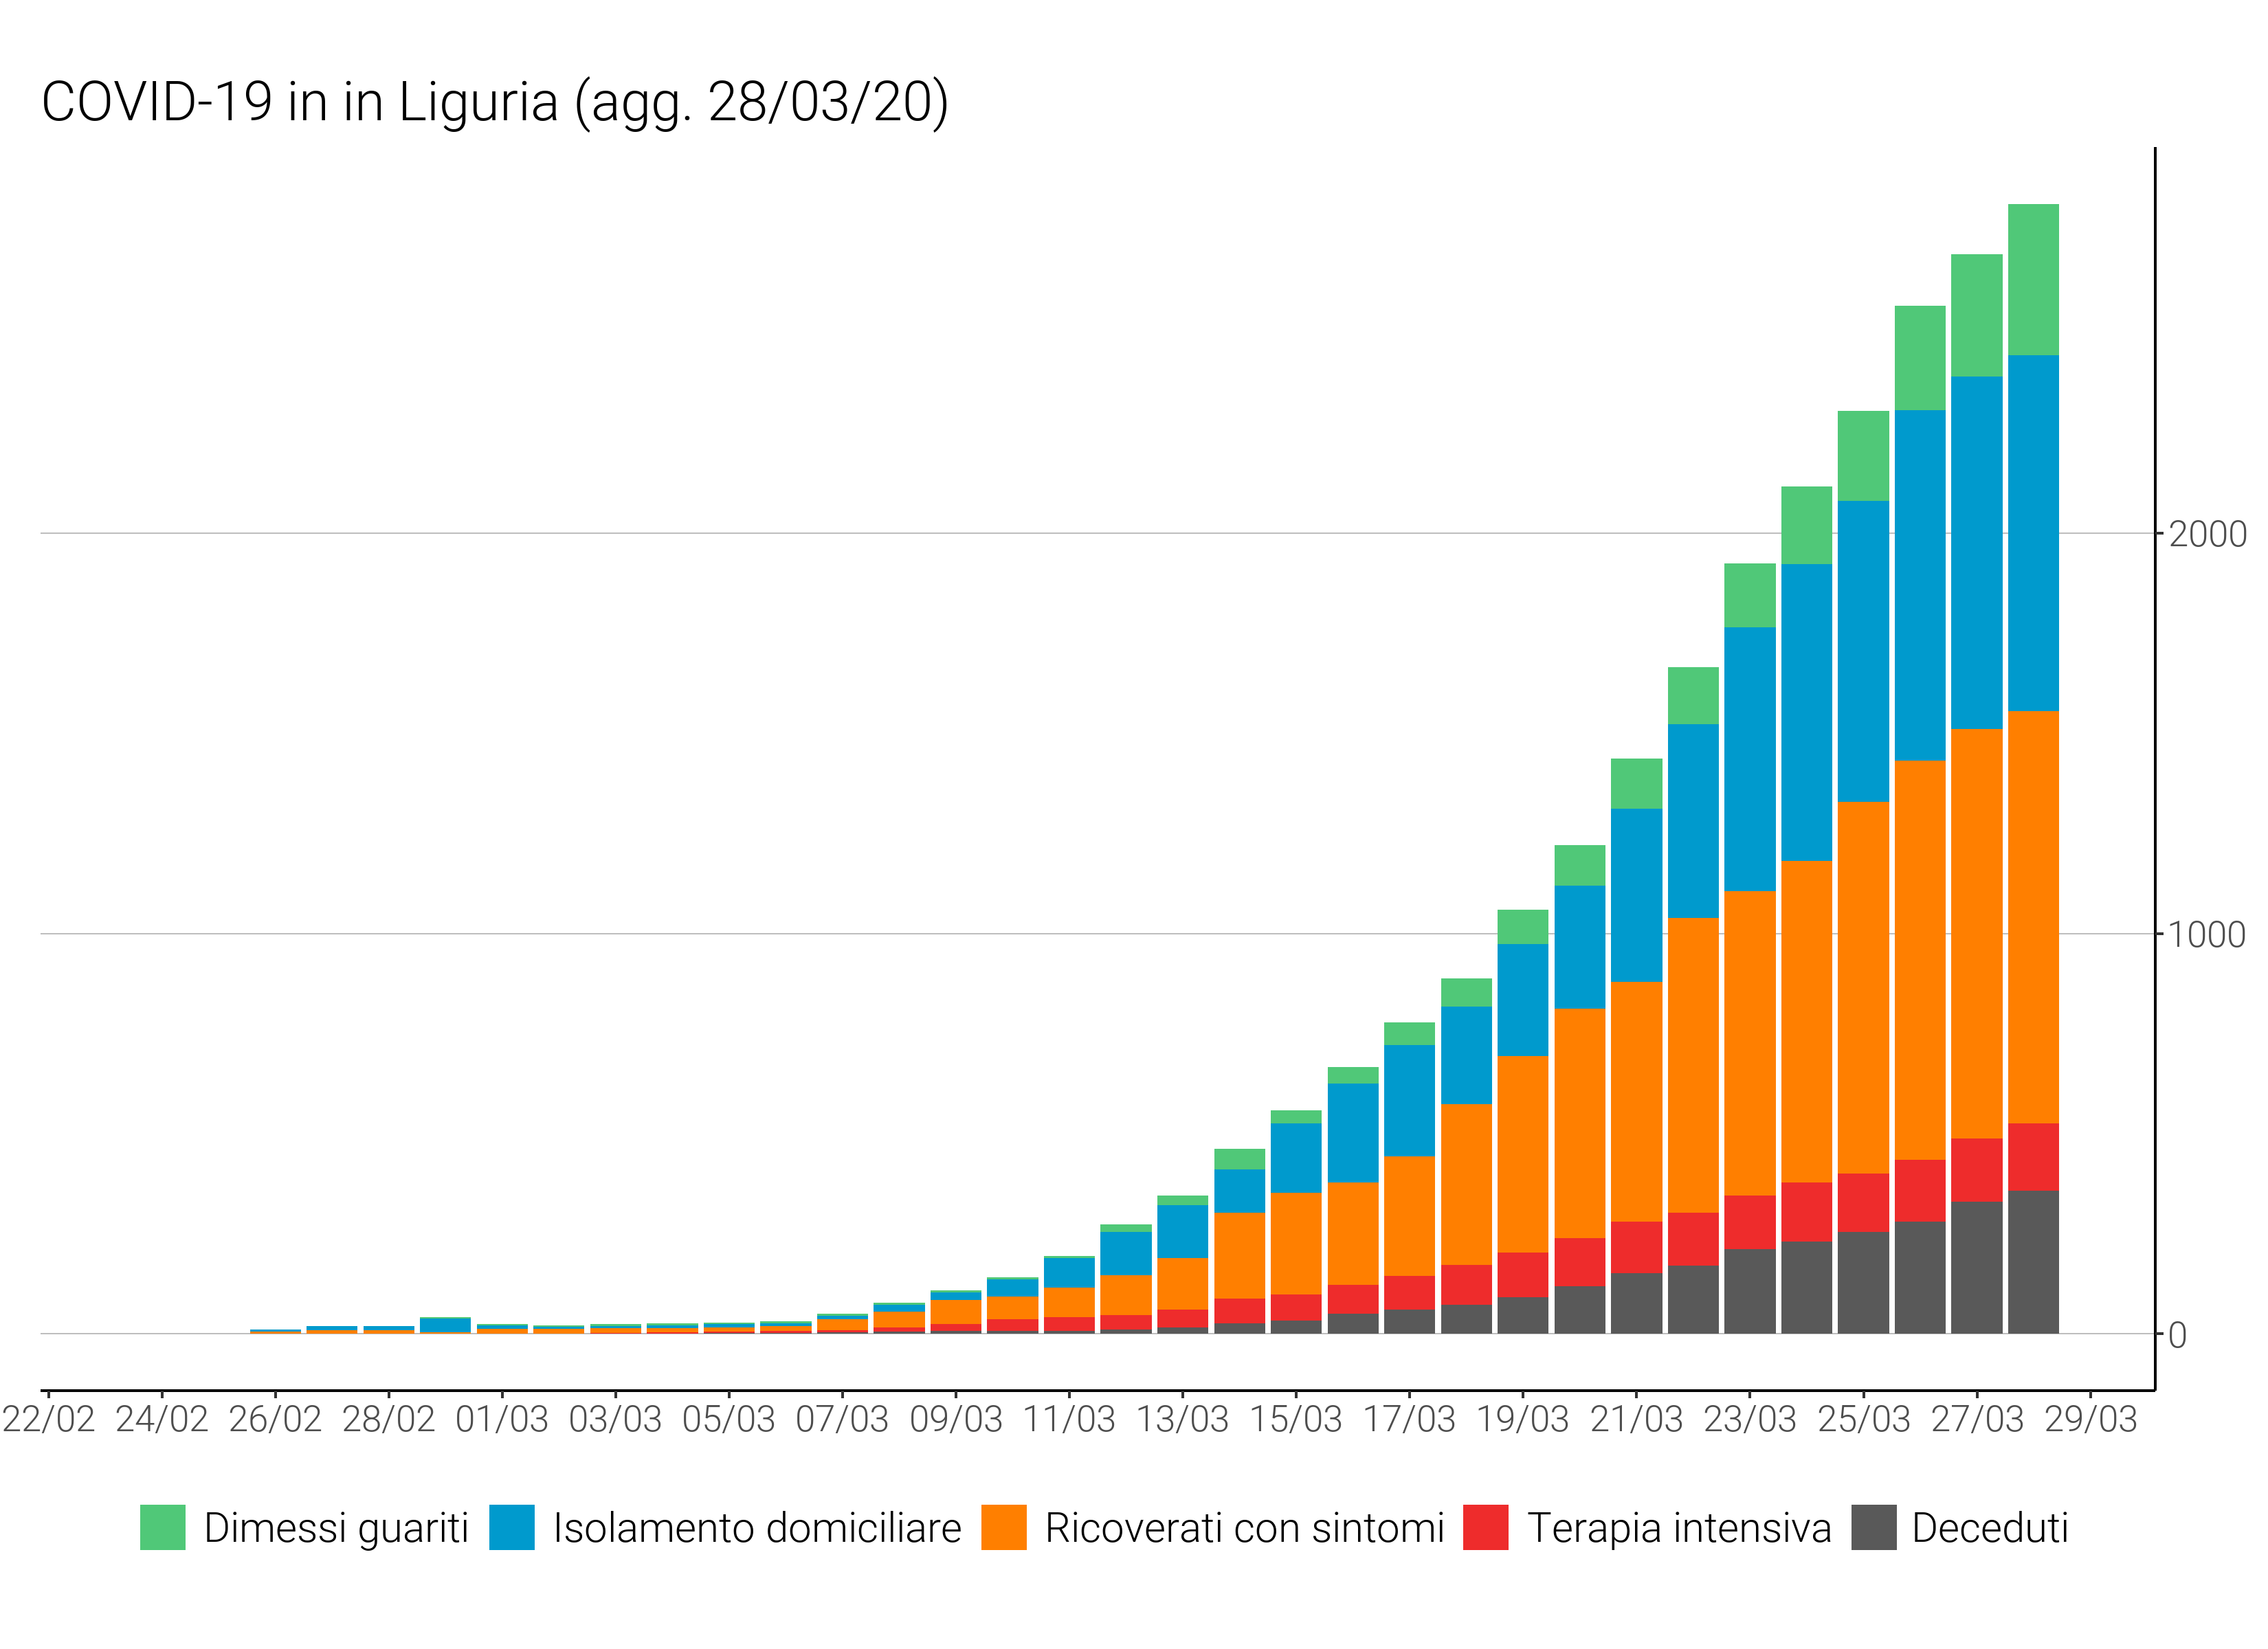 COVID-19 in in Liguria (agg. 28/03/20)
2000
1000
0
22/02 24/02 26/02 28/02 01/03 03/03 05/03 07/03 09/03 11/03 13/03 15/03 17/03 19/03 21/03 23/03 25/03 27/03 29/03
Dimessi guariti Isolamento domiciliare Ricoverati con sintomi Terapia intensiva Deceduti